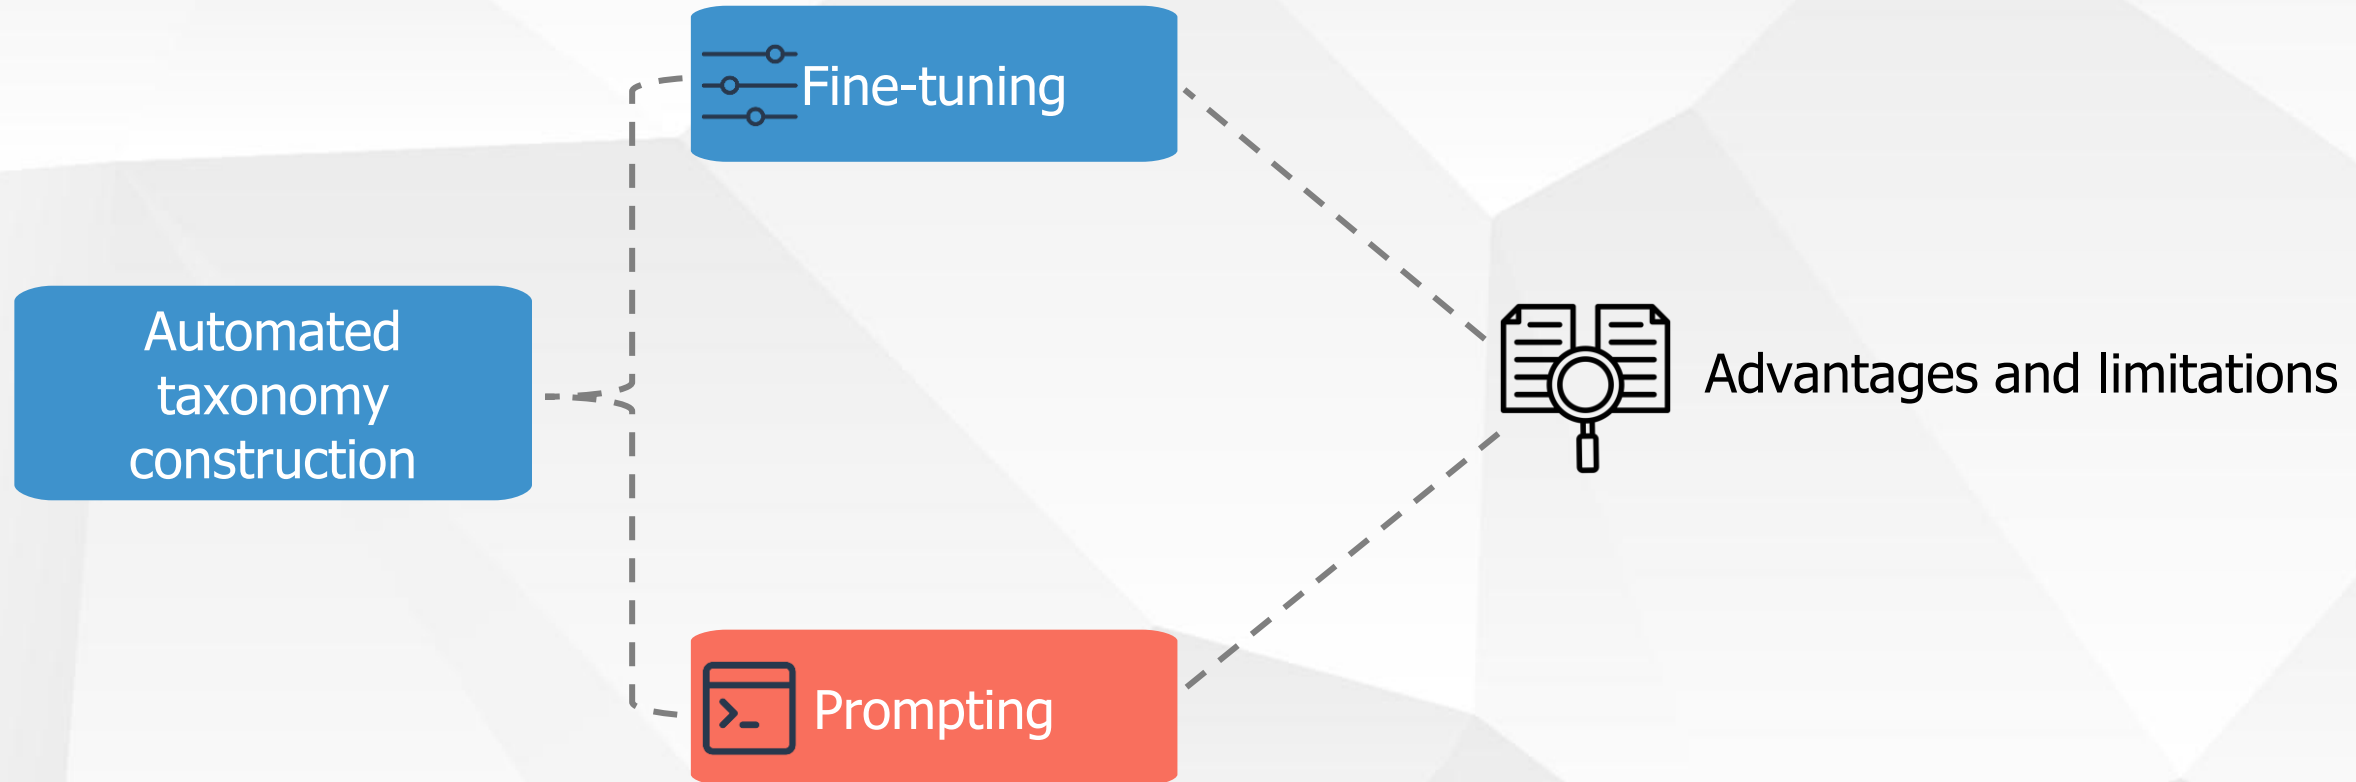 Fine-tuning
Automated
taxonomy
construction
Advantages and limitations
Prompting